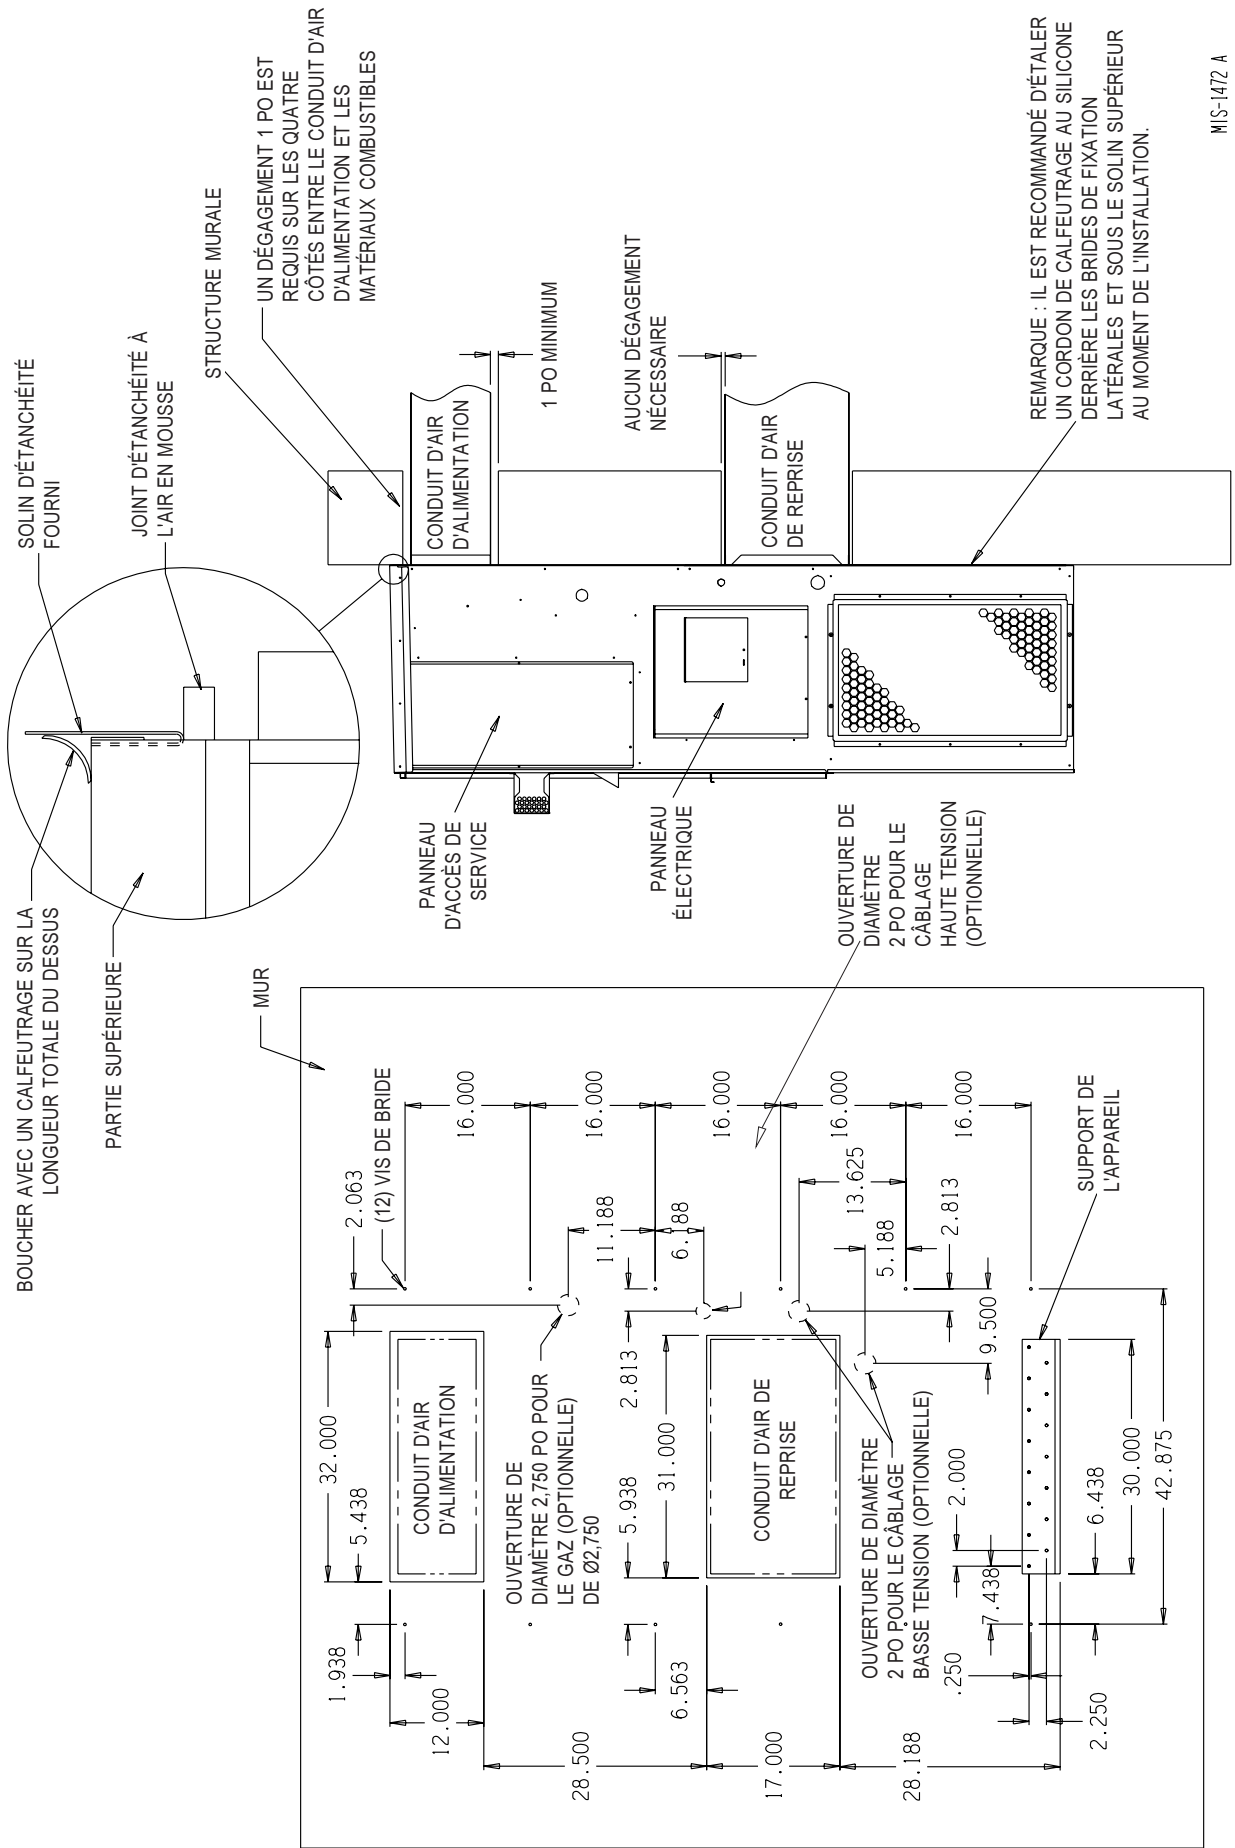 BOUCHER AVEC UN CALFEUTRAGE SUR LA
LONGUEUR TOTALE DU DESSUS
SOLIN D'ÉTANCHÉITÉ
FOURNI
PARTIE SUPÉRIEURE
JOINT D'ÉTANCHÉITÉ À
L'AIR EN MOUSSE
STRUCTURE MURALE
UN DÉGAGEMENT 1 PO EST
REQUIS SUR LES QUATRE
CÔTÉS ENTRE LE CONDUIT D'AIR
D'ALIMENTATION ET LES
MATÉRIAUX COMBUSTIBLES
CONDUIT D'AIR
D'ALIMENTATION
1 PO MINIMUM
AUCUN DÉGAGEMENT
NÉCESSAIRE
CONDUIT D'AIR
DE REPRISE
PANNEAU
D'ACCÈS DE
SERVICE
PANNEAU
ÉLECTRIQUE
REMARQUE : IL EST RECOMMANDÉ D'ÉTALER
UN CORDON DE CALFEUTRAGE AU SILICONE
DERRIÈRE LES BRIDES DE FIXATION
LATÉRALES ET SOUS LE SOLIN SUPÉRIEUR
AU MOMENT DE L'INSTALLATION.
MUR
OUVERTURE DE
DIAMÈTRE
2 PO POUR LE
CÂBLAGE
HAUTE TENSION
(OPTIONNELLE)
(12) VIS DE BRIDE
2.063
32.000
5.438
1.938
12.000
CONDUIT D'AIR
D'ALIMENTATION
16.000
16.000
16.000
16.000
16.000
OUVERTURE DE
DIAMÈTRE 2,750 PO POUR
LE GAZ (OPTIONNELLE)
DE Ø2,750
11.188
6.188
2.813
31.000
5.938
6.563
28.500
CONDUIT D'AIR DE
REPRISE
17.000
13.625
5.188
2.813
9.500
OUVERTURE DE DIAMÈTRE
2 PO POUR LE CÂBLAGE
BASSE TENSION (OPTIONNELLE)
28.188
2.000
7.438
.250
2.250
6.438
30.000
42.875
SUPPORT DE
L'APPAREIL
MIS-1472 A